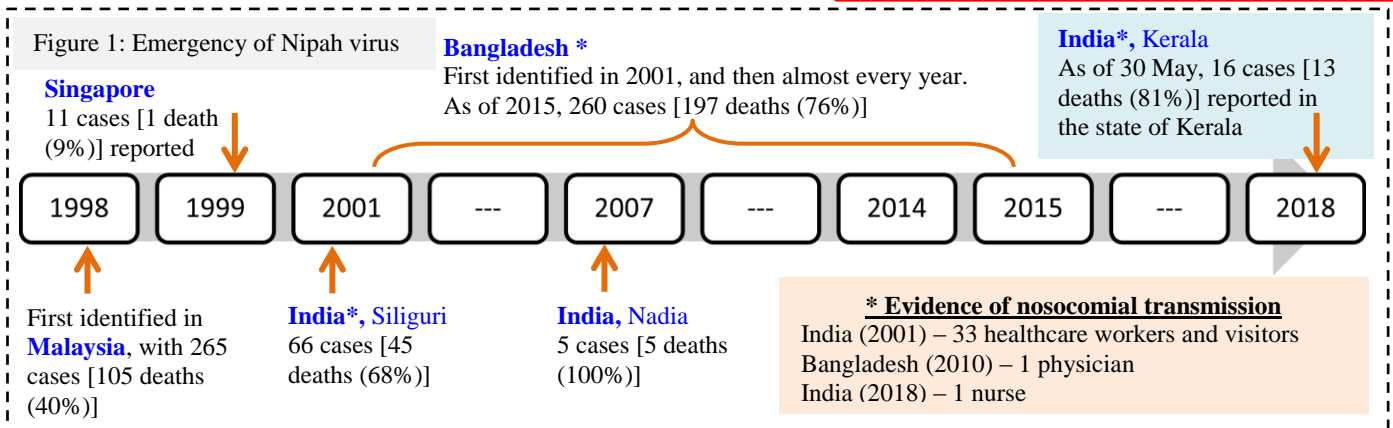 Figure 1: Emergency of Nipah virus
Singapore
11 cases [1 death
(9%)] reported
Bangladesh *
First identified in 2001, and then almost every year.
As of 2015, 260 cases [197 deaths (76%)]
India*, Kerala
As of 30 May, 16 cases [13
deaths (81%)] reported in
the state of Kerala
1998
1999
2001
---
2007
---
2014
2015
---
2018
First identified in
Malaysia, with 265
cases [105 deaths
(40%)]
India*, Siliguri
66 cases [45
deaths (68%)]
India, Nadia
5 cases [5 deaths
(100%)]
* Evidence of nosocomial transmission
India (2001) – 33 healthcare workers and visitors
Bangladesh (2010) – 1 physician
India (2018) – 1 nurse